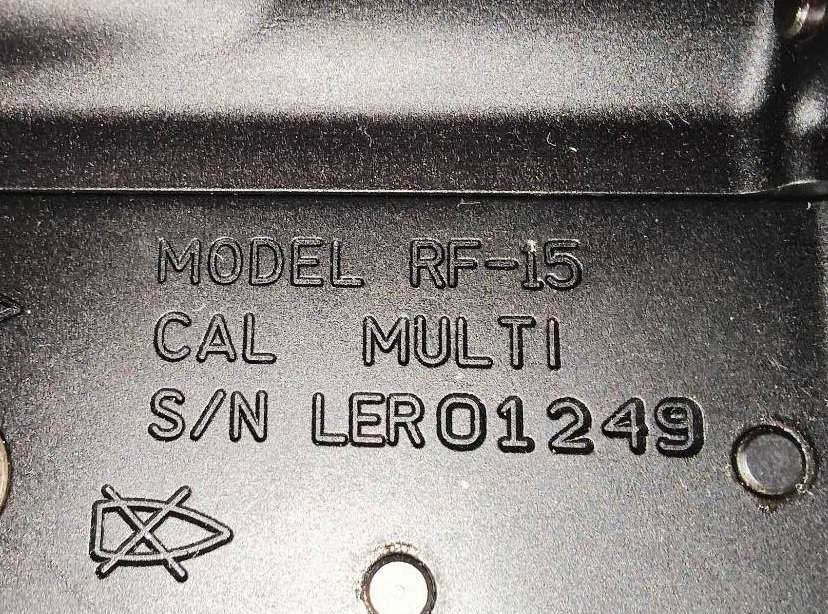 MODEL RF-15
CAL MULTI
S/N LER01249